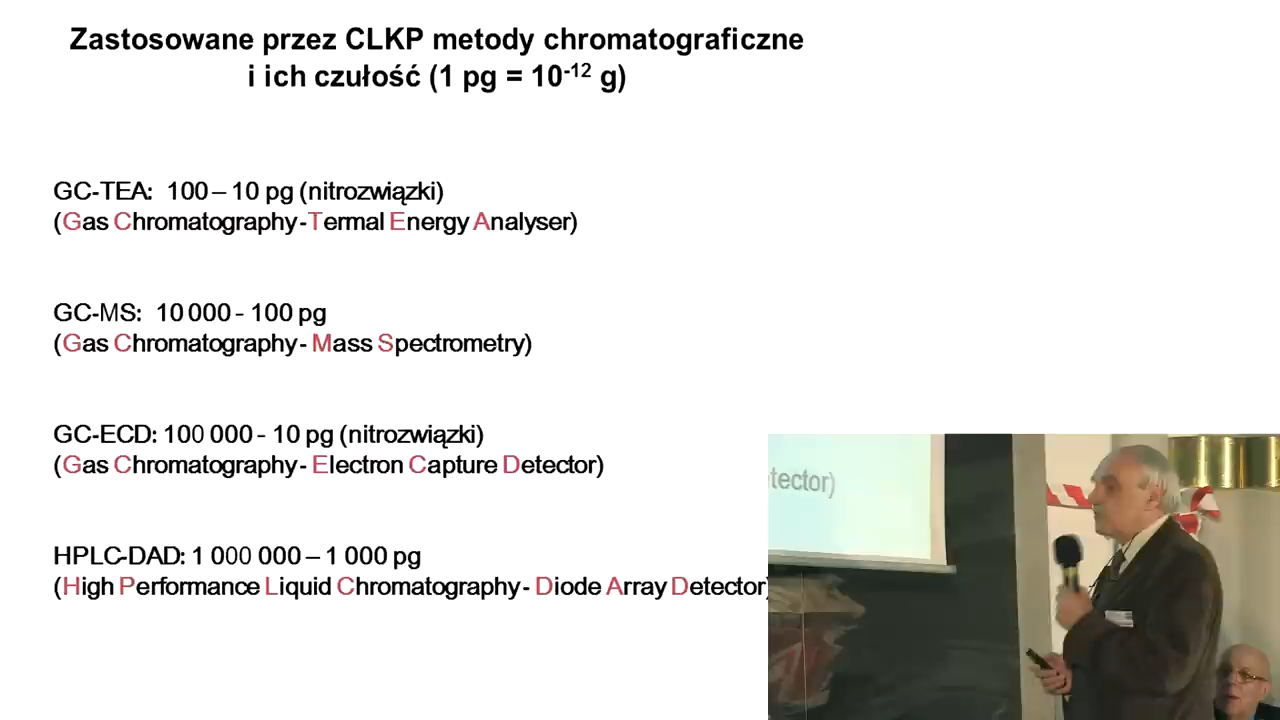 Zastosowane przez CLKP metody chromatograficzne
i ich czułość (1 pg = 10⁻¹² g)
GC-TEA: 100 – 10 pg (nitrozwiązki)
(Gas Chromatography -Termal Energy Analyser)
GC-MS: 10 000 - 100 pg
(Gas Chromatography - Mass Spectrometry)
GC-ECD: 100 000 - 10 pg (nitrozwiązki)
(Gas Chromatography - Electron Capture Detector)
HPLC-DAD: 1 000 000 – 1 000 pg
(High Performance Liquid Chromatography - Diode Array Detector)
tector)